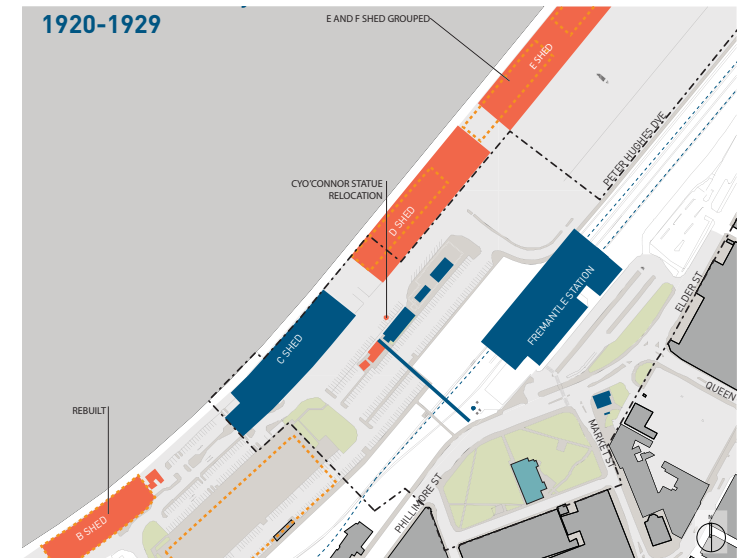 1920-1929
E AND F SHED GROUPED
E SHED
PETER HUGHES DVE
CYO'CONNOR STATUE
RELOCATION
D SHED
FREMANTLE STATION
ELDER ST
C SHED
QUEEN
REBUILT
MARKET ST
PHILLIMORE ST
B SHED
N